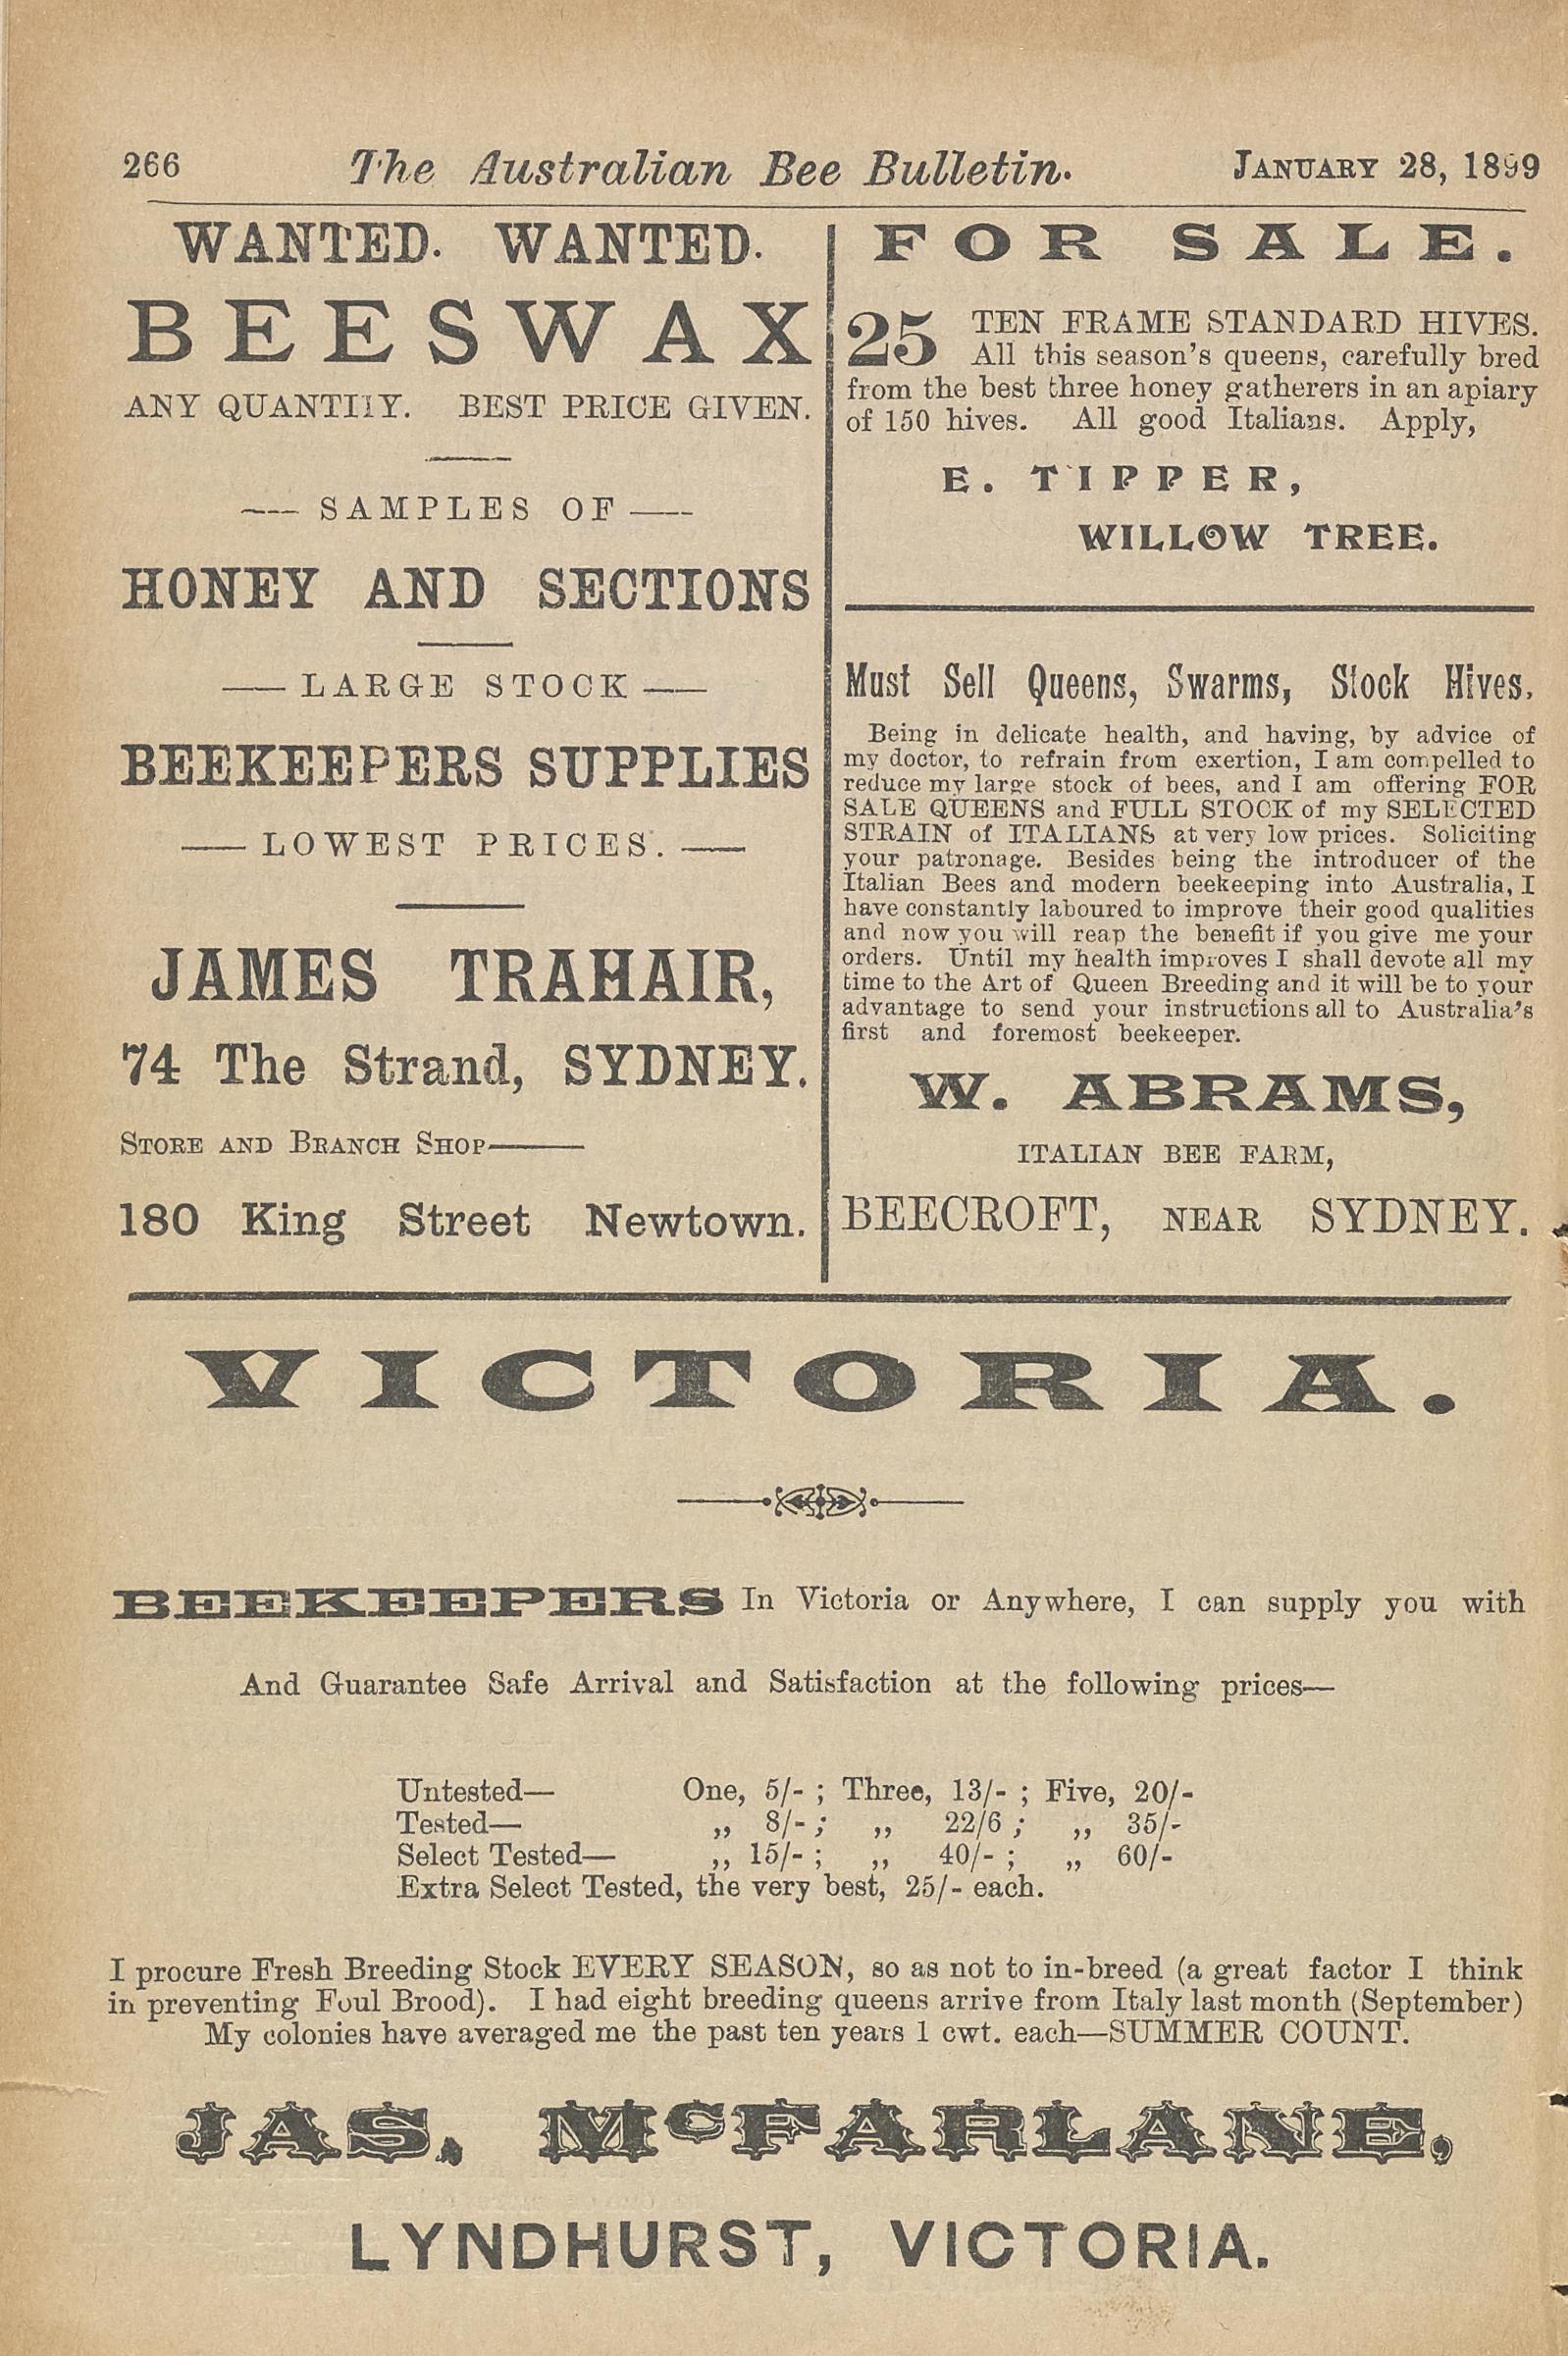 266 The Australian Bee Bulletin. JANUARY 28, 1899
WANTED. WANTED.
BEESWAX
ANY QUANTITY. BEST PRICE GIVEN.
— SAMPLES OF —
HONEY AND SECTIONS
— LARGE STOCK —
BEEKEEPERS SUPPLIES
— LOWEST PRICES. —
JAMES TRAHAIR,
74 The Strand, SYDNEY.
STORE AND BRANCH SHOP—
180 King Street Newtown.
FOR SALE.
25 TEN FRAME STANDARD HIVES.
All this season's queens, carefully bred
from the best three honey gatherers in an apiary
of 150 hives. All good Italians. Apply,
E. TIPPER,
WILLOW TREE.
Must Sell Queens, Swarms, Stock Hives.
Being in delicate health, and having, by advice of
my doctor, to refrain from exertion, I am compelled to
reduce my large stock of bees, and I am offering FOR
SALE QUEENS and FULL STOCK of my SELECTED
STRAIN of ITALIANS at very low prices. Soliciting
your patronage. Besides being the introducer of the
Italian Bees and modern beekeeping into Australia, I
have constantly laboured to improve their good qualities
and now you will reap the benefit if you give me your
orders. Until my health improves I shall devote all my
time to the Art of Queen Breeding and it will be to your
advantage to send your instructions all to Australia's
first and foremost beekeeper.
W. ABRAMS,
ITALIAN BEE FARM,
BEECROFT, NEAR SYDNEY.
VICTORIA.
BEEKEEPERS In Victoria or Anywhere, I can supply you with
And Guarantee Safe Arrival and Satisfaction at the following prices—
Untested— One, 5/- ; Three, 13/- ; Five, 20/-
Tested— ,, 8/- ; ,, 22/6 ; ,, 35/-
Select Tested— ,, 15/- ; ,, 40/- ; ,, 60/-
Extra Select Tested, the very best, 25/- each.
I procure Fresh Breeding Stock EVERY SEASON, so as not to in-breed (a great factor I think
in preventing Foul Brood). I had eight breeding queens arrive from Italy last month (September)
My colonies have averaged me the past ten years 1 cwt. each—SUMMER COUNT.
JAS. McFARLANE,
LYNDHURST, VICTORIA.